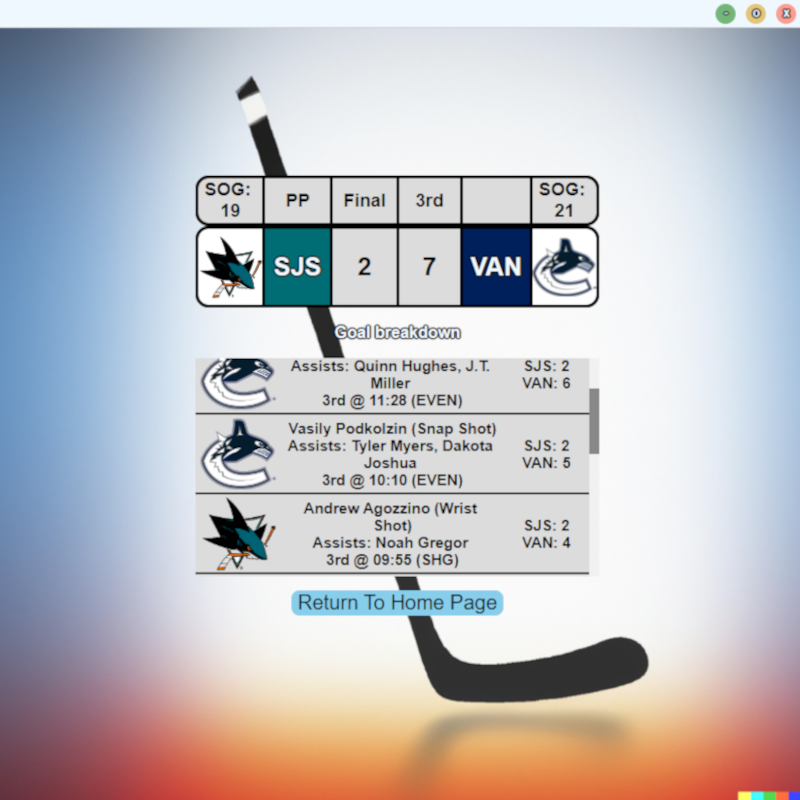 - O X
SOG: 19 PP Final 3rd SOG: 21
SJS 2 7 VAN
Goal breakdown
Assists: Quinn Hughes, J.T. SJS: 2
Miller VAN: 6
3rd @ 11:28 (EVEN)
Vasily Podkolzin (Snap Shot)
Assists: Tyler Myers, Dakota SJS: 2
Joshua VAN: 5
3rd @ 10:10 (EVEN)
Andrew Agozzino (Wrist
Shot) SJS: 2
Assists: Noah Gregor VAN: 4
3rd @ 09:55 (SHG)
Return To Home Page